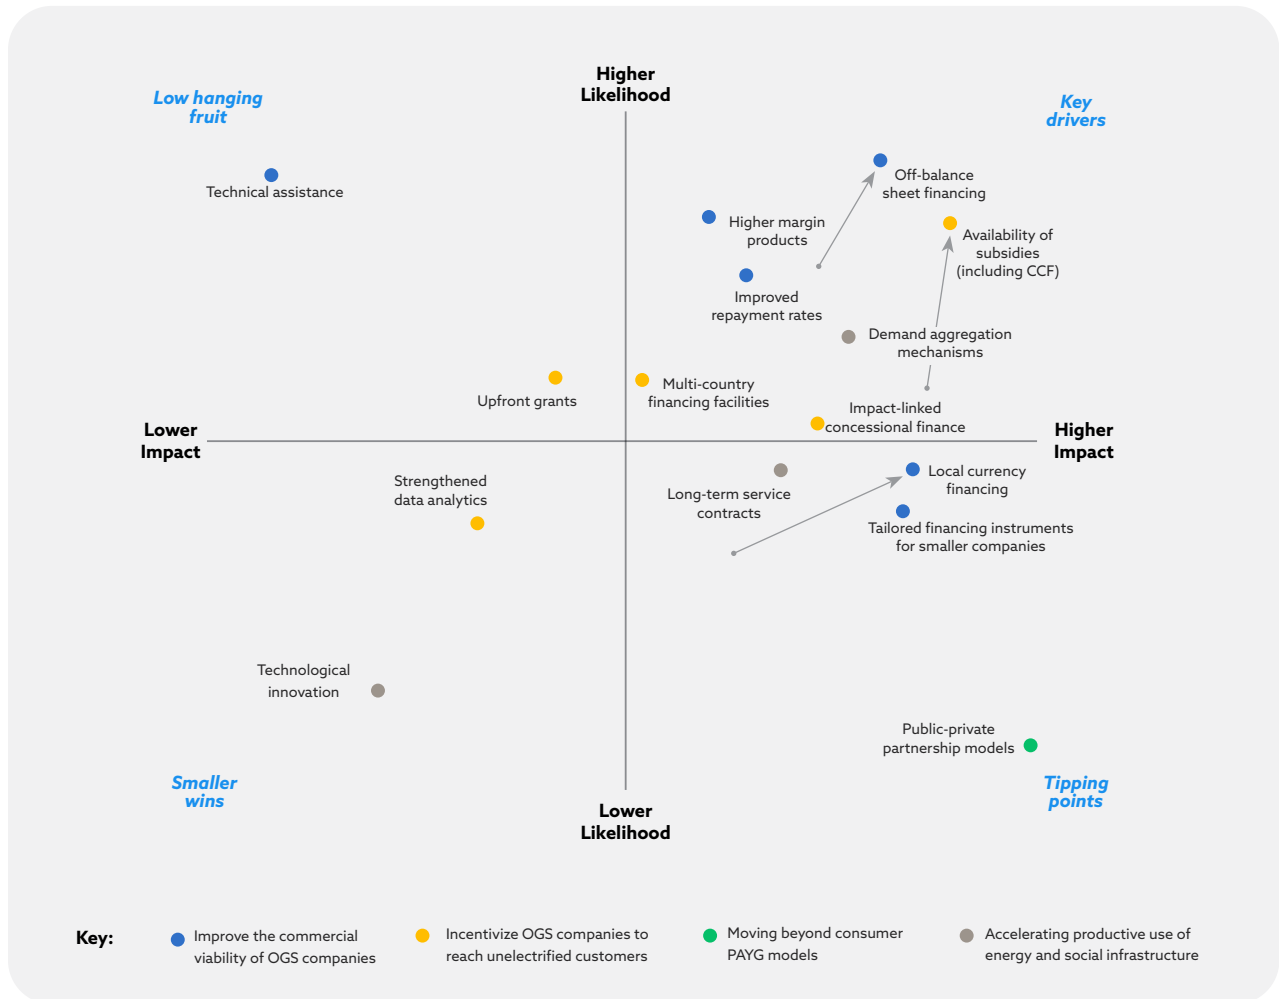 Higher
Likelihood
Low hanging
fruit
Key
drivers
Technical assistance
Off-balance
sheet financing
Higher margin
products
Availability of
subsidies
(including CCF)
Improved
repayment rates
Demand aggregation
mechanisms
Upfront grants
Multi-country
financing facilities
Impact-linked
concessional finance
Lower
Impact
Higher
Impact
Strengthened
data analytics
Long-term service
contracts
Local currency
financing
Tailored financing instruments
for smaller companies
Technological
innovation
Public-private
partnership models
Smaller
wins
Tipping
points
Lower
Likelihood
Key:
Improve the commercial
viability of OGS companies
Incentivize OGS companies to
reach unelectrified customers
Moving beyond consumer
PAYG models
Accelerating productive use of
energy and social infrastructure